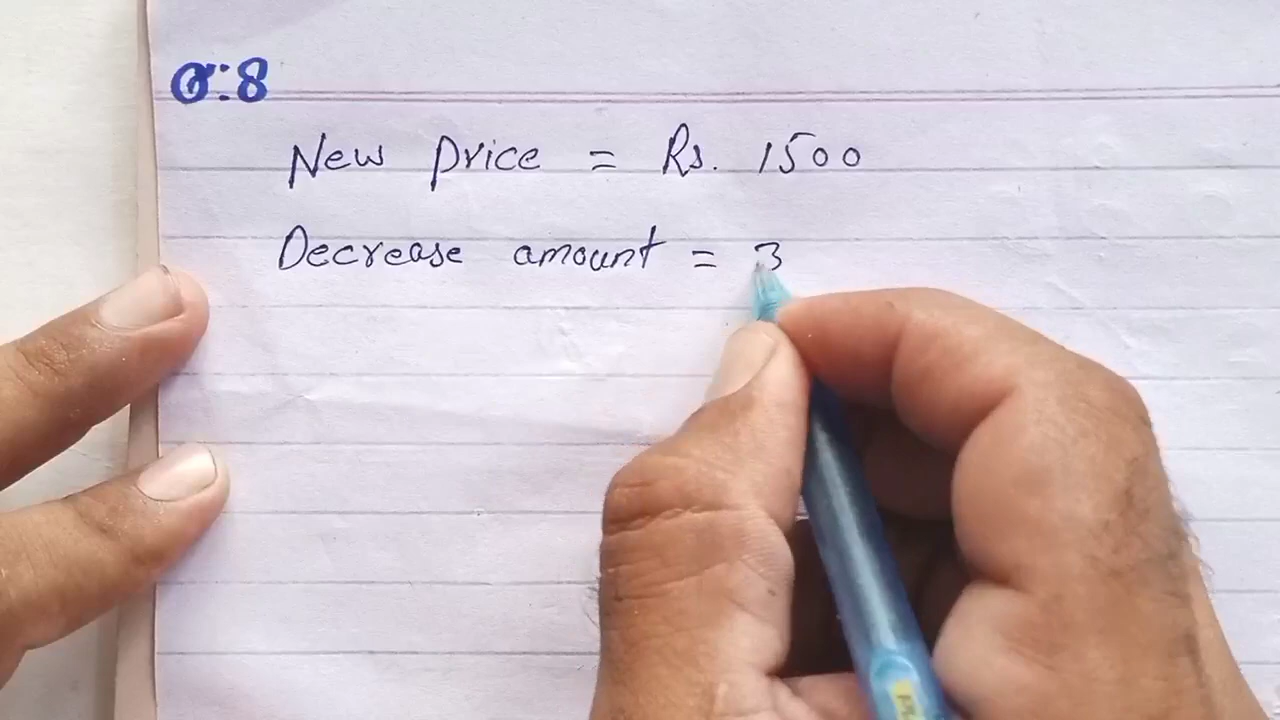 Q:8
New price = Rs. 1500
Decrease amount = 3